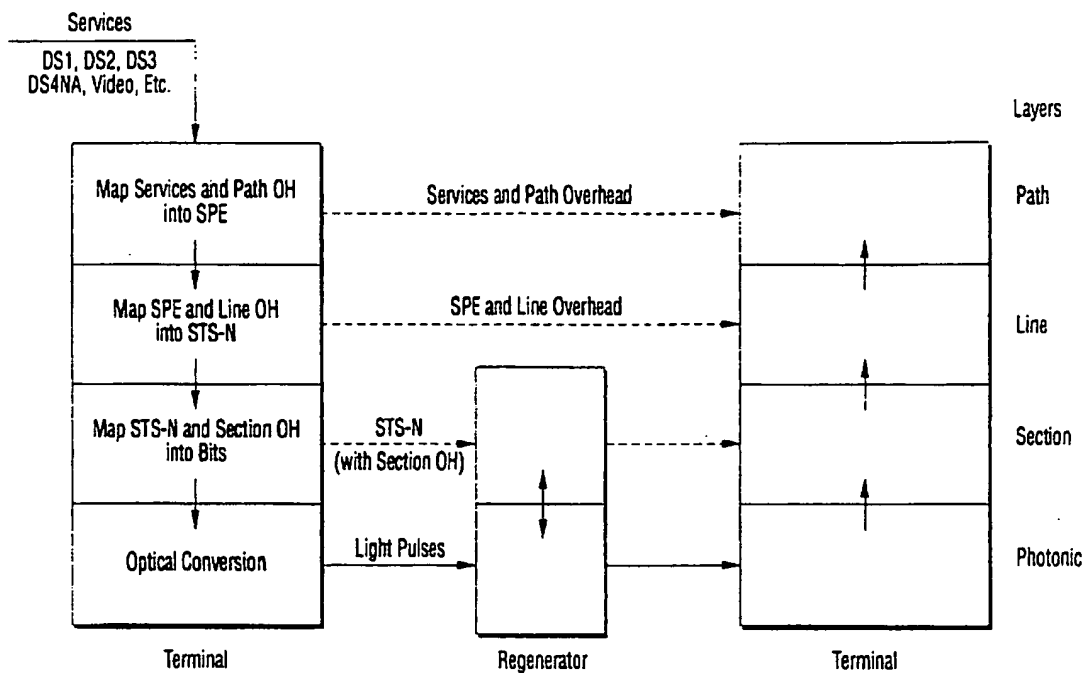 Services
DS1, DS2, DS3
DS4NA, Video, Etc.
Layers
Map Services and Path OH
into SPE
Services and Path Overhead
Path
Map SPE and Line OH
into STS-N
SPE and Line Overhead
Line
Map STS-N and Section OH
into Bits
STS-N
(with Section OH)
Section
Optical Conversion
Light Pulses
Photonic
Terminal
Regenerator
Terminal